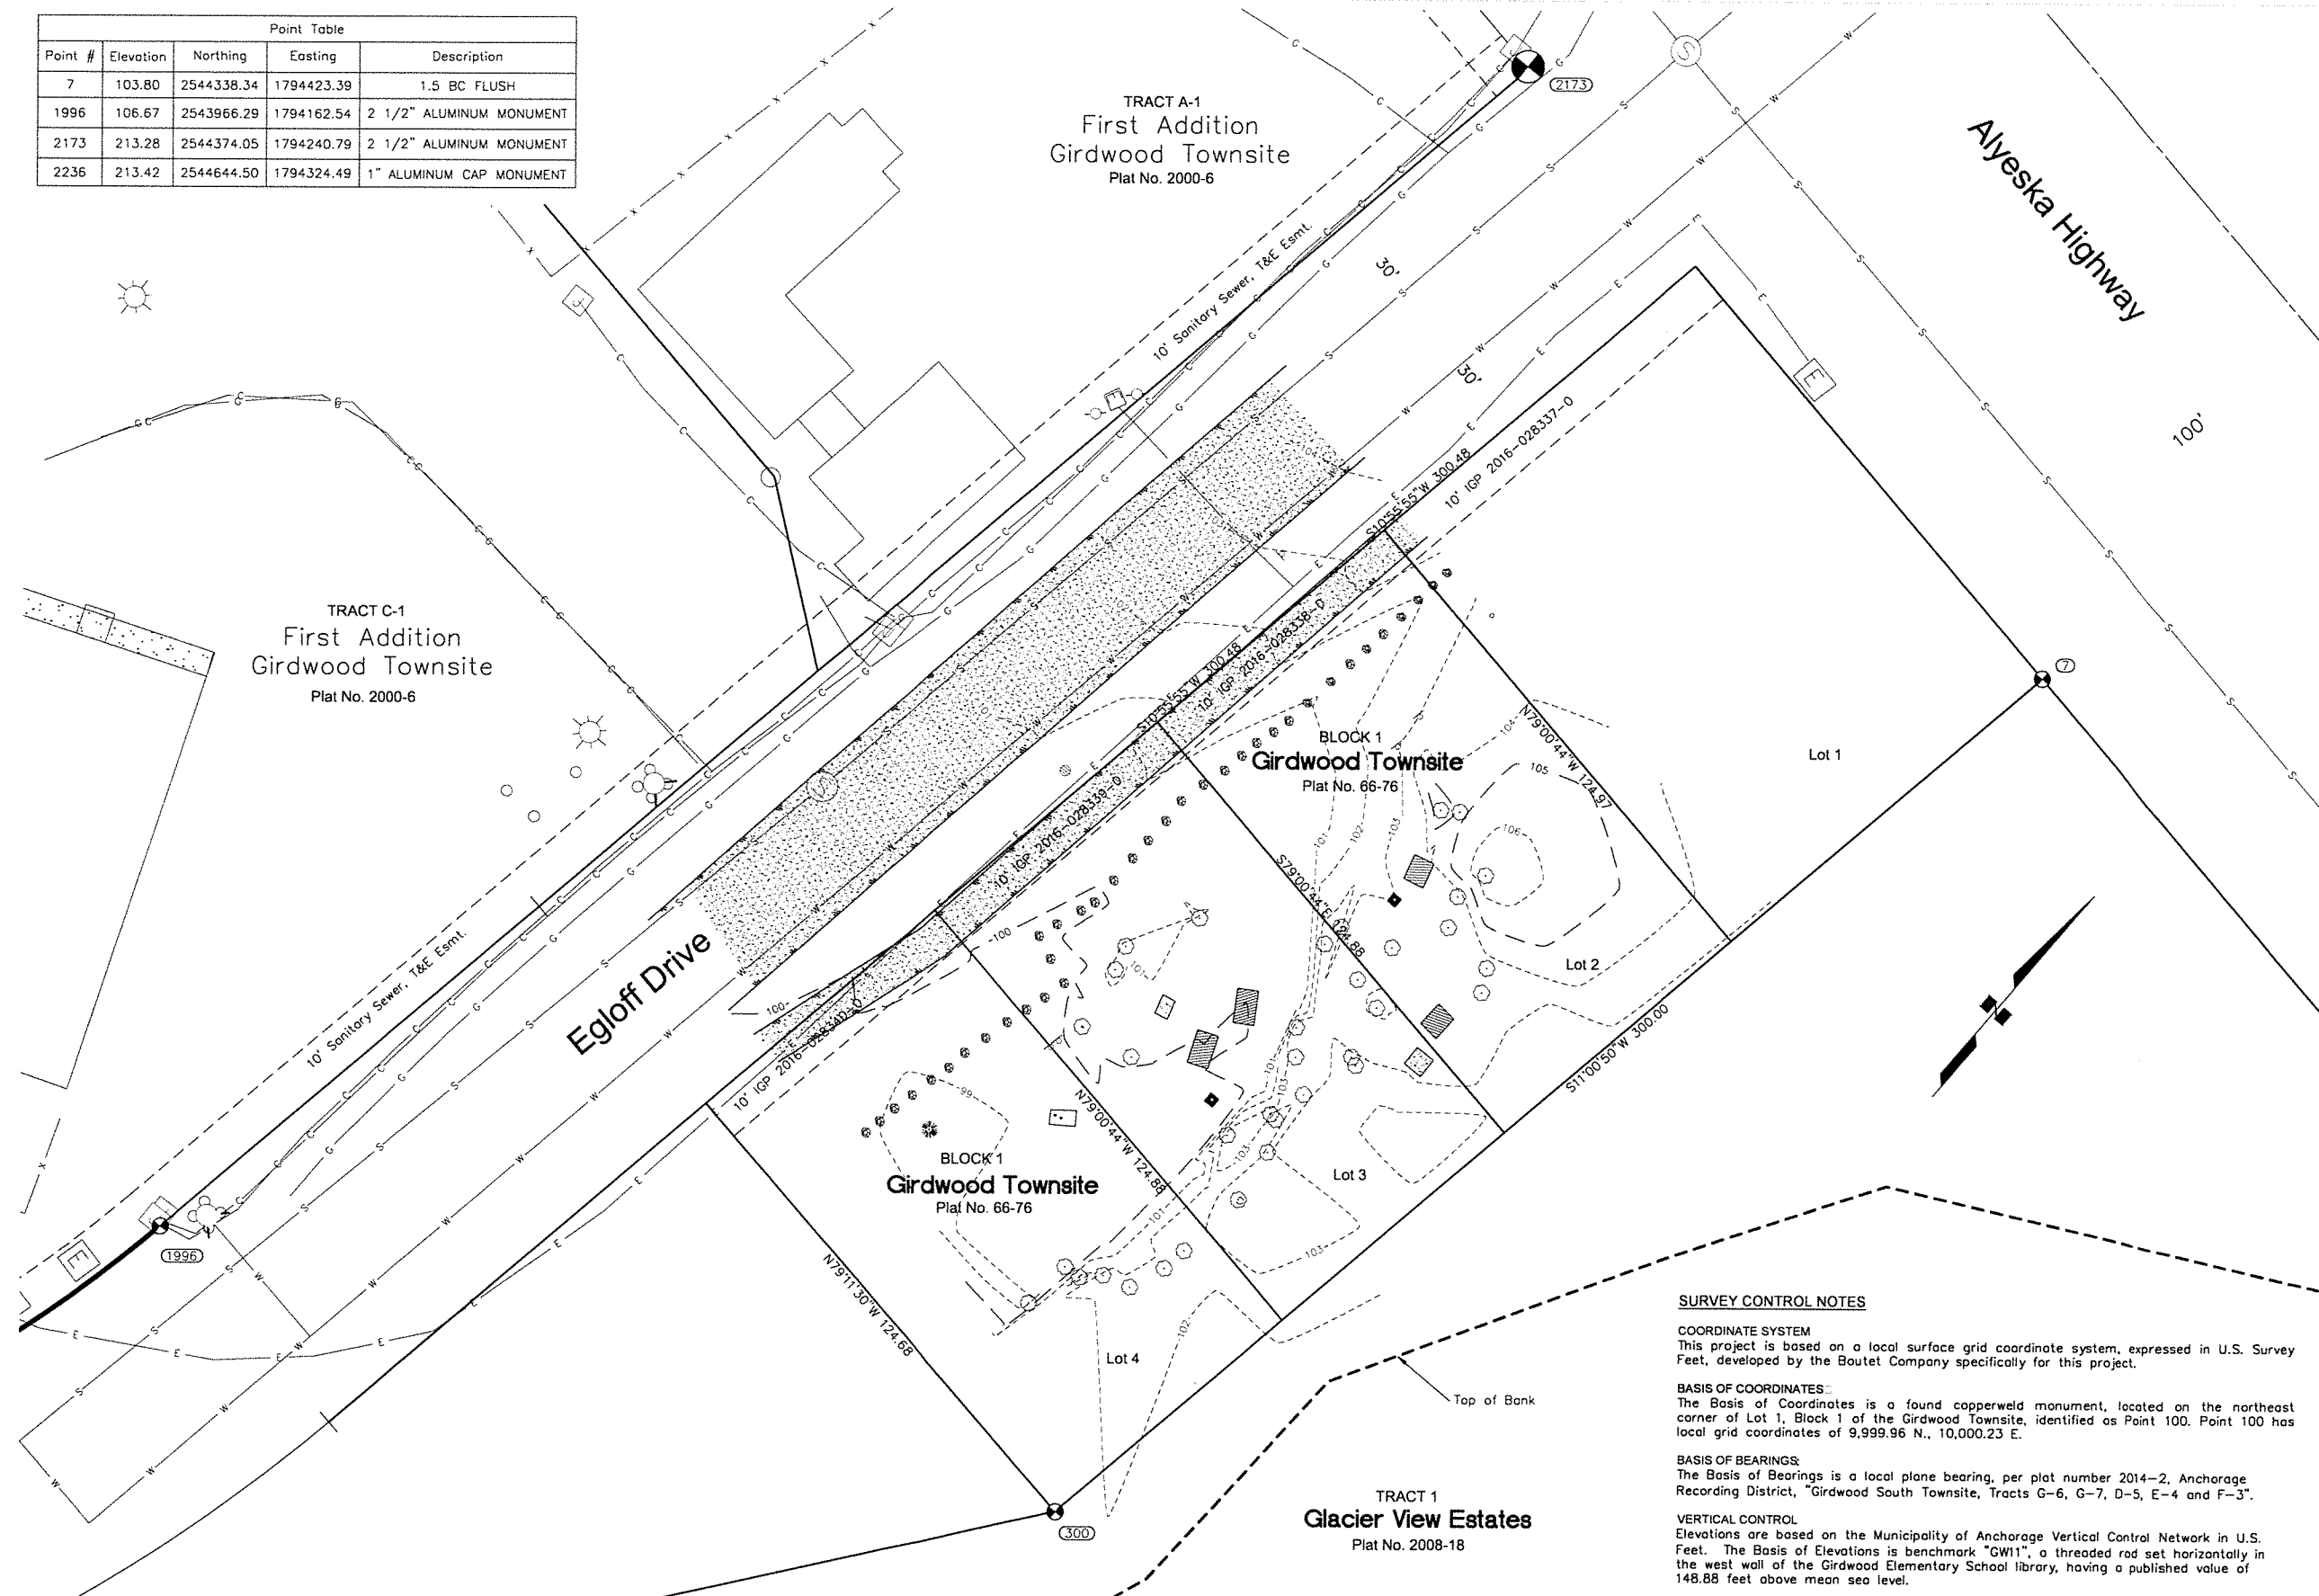 Point Table
Point # Elevation Northing Easting Description
7 103.80 2544338.34 1794423.39 1.5 BC FLUSH
1996 106.67 2543966.29 1794162.54 2 1/2" ALUMINUM MONUMENT
2173 213.28 2544374.05 1794240.79 2 1/2" ALUMINUM MONUMENT
2236 213.42 2544644.50 1794324.49 1" ALUMINUM CAP MONUMENT
TRACT A-1
First Addition
Girdwood Townsite
Plat No. 2000-6
2173
S
Alyeska Highway
100'
10' Sanitary Sewer, T&E Esmt.
30'
30'
E
S10°55'55"W 300.48
10' IGP 2016-028337-0
TRACT C-1
First Addition
Girdwood Townsite
Plat No. 2000-6
S10°55'55"W 300.48
10' IGP 2016-028338-0
7
Lot 1
BLOCK 1
Girdwood Townsite
Plat No. 66-76
N79°00'44"W 124.97
104
105
106
101
102
103
S79°00'44"E 124.88
10' IGP 2016-028339-0
100
Egloff Drive
10' Sanitary Sewer, T&E Esmt.
Lot 2
101
S11°00'50"W 300.00
100
10' IGP 2016-028340-0
99
N79°00'44"W 124.88
BLOCK 1
Girdwood Townsite
Plat No. 66-76
Lot 3
103
101
103
1996
E
N79°11'30"W 124.68
Lot 4
102
Top of Bank
300
TRACT 1
Glacier View Estates
Plat No. 2008-18
N
SURVEY CONTROL NOTES
COORDINATE SYSTEM
This project is based on a local surface grid coordinate system, expressed in U.S. Survey
Feet, developed by the Boutet Company specifically for this project.
BASIS OF COORDINATES:
The Basis of Coordinates is a found copperweld monument, located on the northeast
corner of Lot 1, Block 1 of the Girdwood Townsite, identified as Point 100. Point 100 has
local grid coordinates of 9,999.96 N., 10,000.23 E.
BASIS OF BEARINGS:
The Basis of Bearings is a local plane bearing, per plat number 2014-2, Anchorage
Recording District, "Girdwood South Townsite, Tracts G-6, G-7, D-5, E-4 and F-3".
VERTICAL CONTROL
Elevations are based on the Municipality of Anchorage Vertical Control Network in U.S.
Feet. The Basis of Elevations is benchmark "GW11", a threaded rod set horizontally in
the west wall of the Girdwood Elementary School library, having a published value of
148.88 feet above mean sea level.